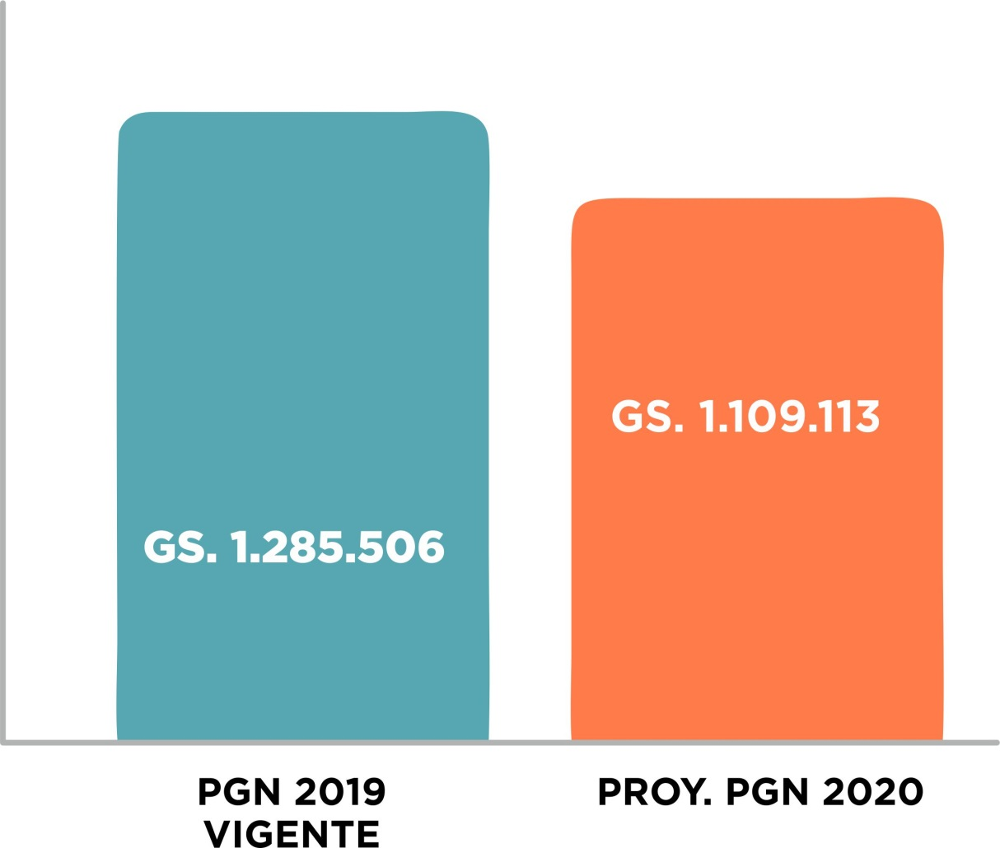 GS. 1.285.506
GS. 1.109.113
PGN 2019
VIGENTE
PROY. PGN 2020